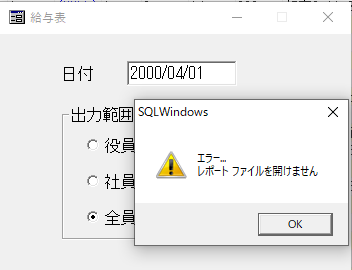 給与表
日付 2000/04/01
出力範囲
役員
社員
全員
SQLWindows
エラー...
レポート ファイルを開けません
OK